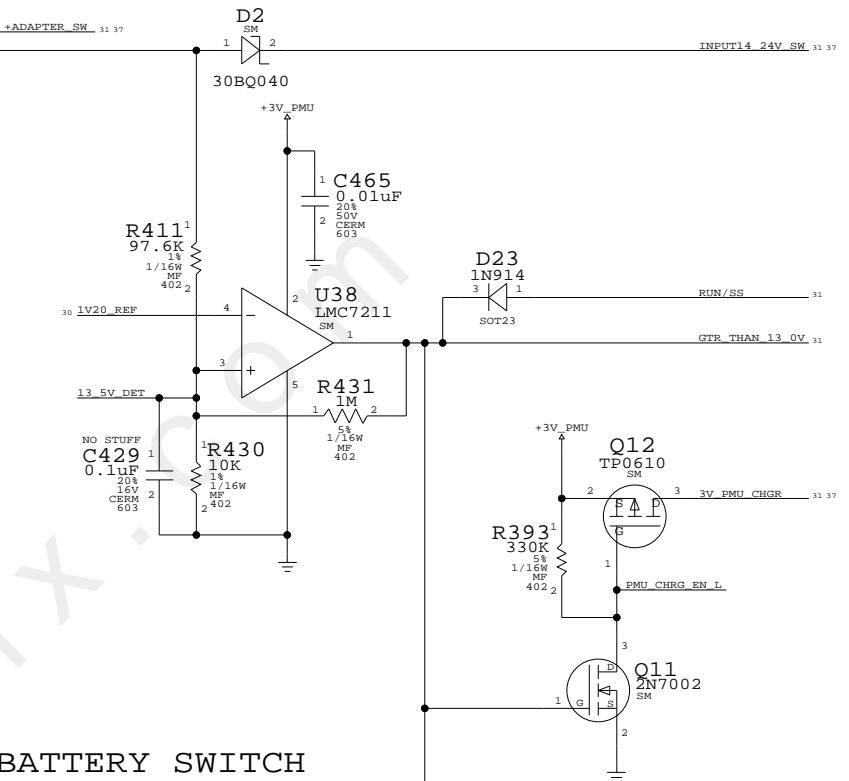 D2
+ADAPTER_SW 31 37
SM
1 2
INPUT14_24V_SW 31 37
30BQ040
+3V_PMU
1 C465
0.01uF
20%
50V
2 CERM
603
R411 1
97.6K
1%
1/16W
MF
402 2
D23
1N914
3 1
RUN/SS 31
SOT23
2 U38
LMC7211
SM
30 1V20_REF 4
-
1
GTR_THAN_13_0V 31
3
+
5
13_5V_DET
R431
1M
1 2
5%
1/16W
MF
402
NO STUFF
C429 1
0.1uF
20%
16V
2
CERM
603
1 R430
10K
1%
1/16W
MF
2 402
+3V_PMU
Q12
TP0610
SM
2 3 3V_PMU_CHGR 31 37
S D
G
1
R393 1
330K
5%
1/16W
MF
402 2
PMU_CHRG_EN_L
3
Q11
2N7002
SM
D
1 G S
2
BATTERY SWITCH
x.com